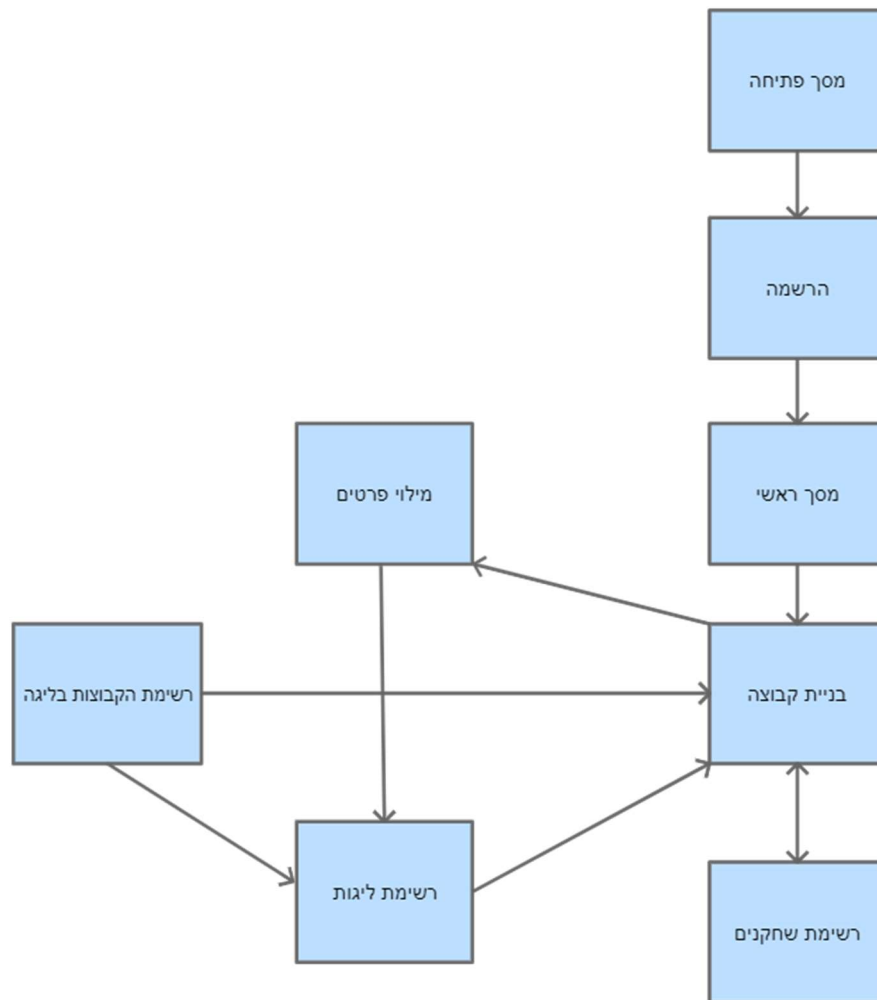 מסך פתיחה
הרשמה
מסך ראשי
מילוי פרטים
בניית קבוצה
רשימת הקבוצות בליגה
רשימת ליגות
רשימת שחקנים